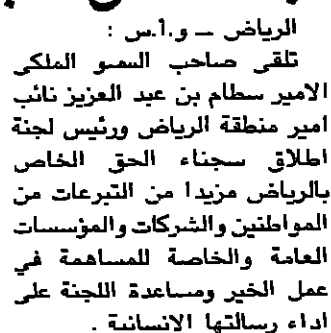 الرياض ــ و.أ.س :
تلقى صاحب السمو الملكي
الامير سطام بن عبد العزيز نائب
امير منطقة الرياض ورئيس لجنة
اطلاق سجناء الحق الخاص
بالرياض مزيدا من التبرعات من
المواطنين والشركات والمؤسسات
العامة والخاصة للمساهمة في
عمل الخير ومساعدة اللجنة على
اداء رسالتها الانسانية .